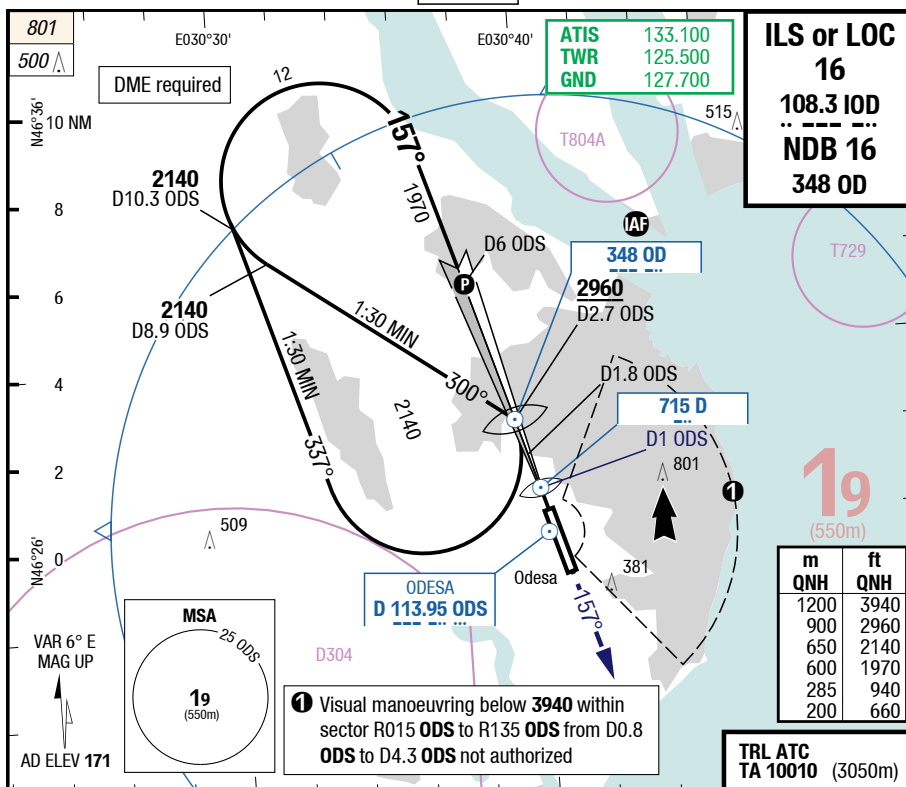 801
500
E030°30'
E030°40'
ATIS 133.100
TWR 125.500
GND 127.700
ILS or LOC
16
108.3 IOD
NDB 16
348 OD
DME required
12
N46°36'
10 NM
157°
1970
T804A
515
2140
D10.3 ODS
8
IAF
D6 ODS
348 OD
T729
P
6
2960
D2.7 ODS
2140
D8.9 ODS
1:30 MIN
1:30 MIN
300°
D1.8 ODS
4
2140
715 D
D1 ODS
337°
801
2
19
(550m)
1
509
N46°26'
0
ODESA
D 113.95 ODS
Odesa
381
157°
m ft
QNH QNH
1200 3940
900 2960
650 2140
600 1970
285 940
200 660
MSA
25 ODS
19
(550m)
D304
VAR 6° E
MAG UP
AD ELEV 171
1 Visual manoeuvring below 3940 within
sector R015 ODS to R135 ODS from D0.8
ODS to D4.3 ODS not authorized
TRL ATC
TA 10010 (3050m)